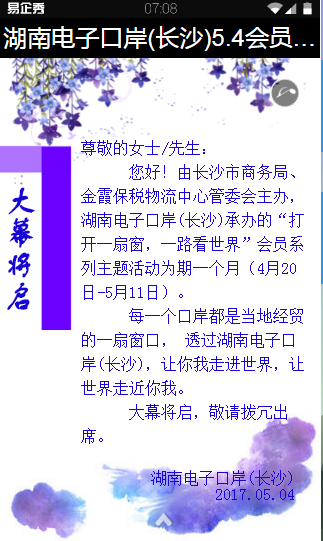 易企秀 07:08
湖南电子口岸(长沙)5.4会员...
大幕将启
尊敬的女士/先生：
您好！由长沙市商务局、
金霞保税物流中心管委会主办，
湖南电子口岸(长沙)承办的“打
开一扇窗，一路看世界”会员系
列主题活动为期一个月（4月20
日-5月11日）。
每一个口岸都是当地经贸
的一扇窗口， 透过湖南电子口
岸(长沙)，让你我走进世界，让
世界走近你我。
大幕将启，敬请拨冗出
席。
湖南电子口岸(长沙)
2017.05.04